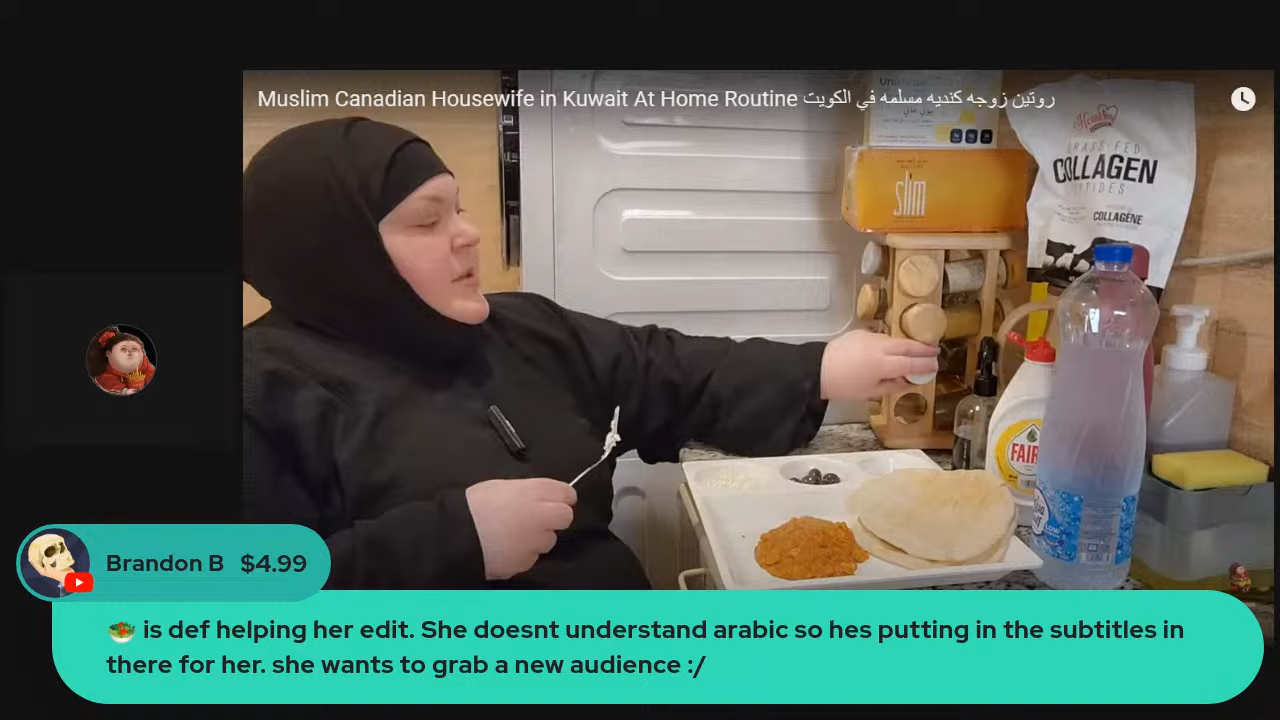 Muslim Canadian Housewife in Kuwait At Home Routine روتين زوجه كنديه مسلمه في الكويت
slim
GRASS-FED
COLLAGEN
PEPTIDES
COLLAGÈNE
FAIR
Brandon B $4.99
🥗 is def helping her edit. She doesnt understand arabic so hes putting in the subtitles in
there for her. she wants to grab a new audience :/